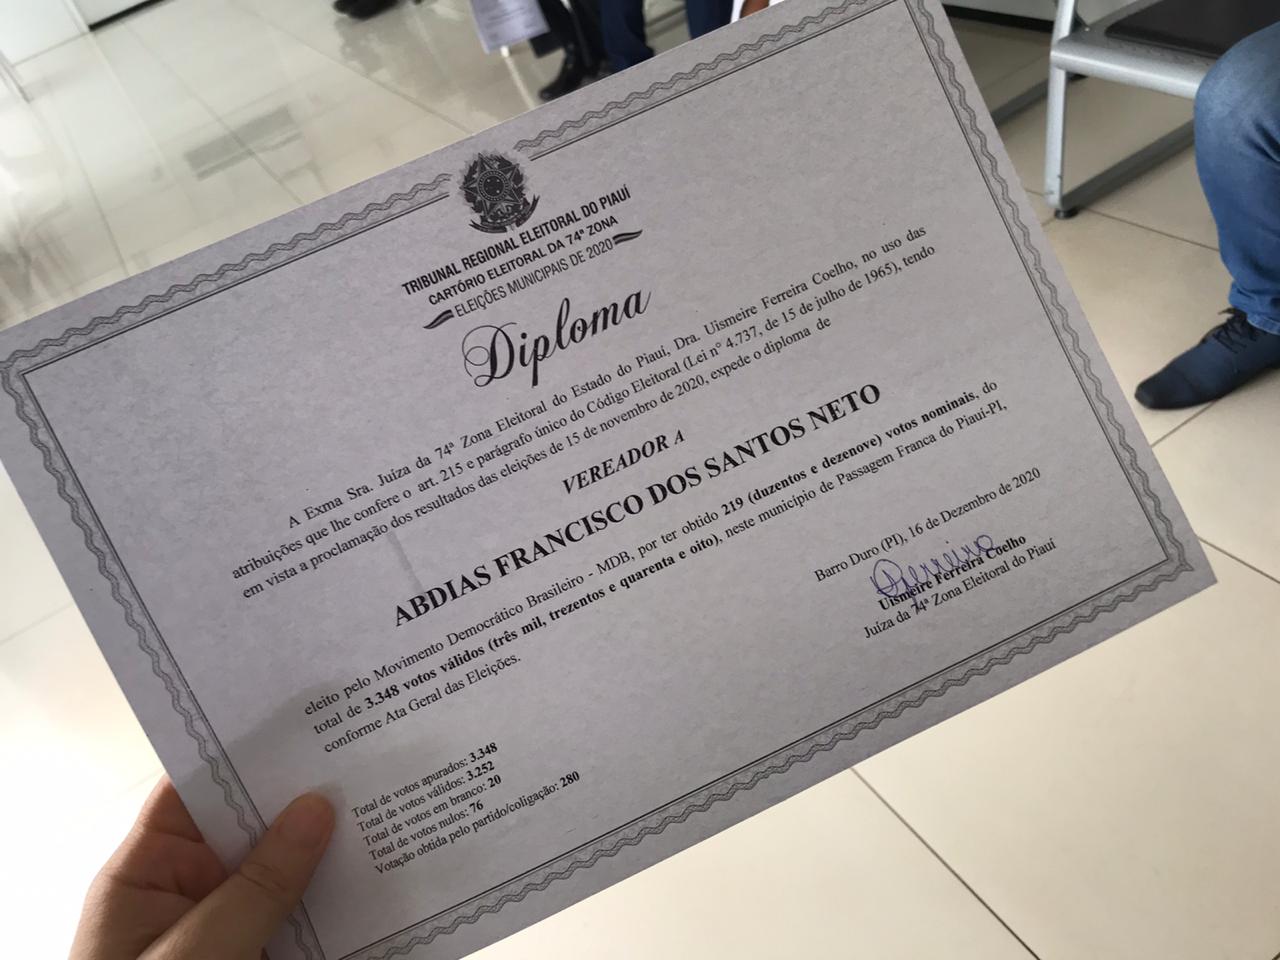 TRIBUNAL REGIONAL ELEITORAL DO PIAUÍ
CARTÓRIO ELEITORAL DA 74ª ZONA
ELEIÇÕES MUNICIPAIS DE 2020
Diploma
A Exma Sra. Juíza da 74ª Zona Eleitoral do Estado do Piauí, Dra. Uismeire Ferreira Coelho, no uso das
atribuições que lhe confere o art. 215 e parágrafo único do Código Eleitoral (Lei n° 4.737, de 15 de julho de 1965), tendo
em vista a proclamação dos resultados das eleições de 15 de novembro de 2020, expede o diploma de
VEREADOR A
ABDIAS FRANCISCO DOS SANTOS NETO
eleito pelo Movimento Democrático Brasileiro - MDB, por ter obtido 219 (duzentos e dezenove) votos nominais, do
total de 3.348 votos válidos (três mil, trezentos e quarenta e oito), neste município de Passagem Franca do Piauí-PI,
conforme Ata Geral das Eleições.
Barro Duro (PI), 16 de Dezembro de 2020
Uismeire Ferreira Coelho
Juíza da 74ª Zona Eleitoral do Piauí
Total de votos apurados: 3.348
Total de votos válidos: 3.252
Total de votos em branco: 20
Total de votos nulos: 76
Votação obtida pelo partido/coligação: 280